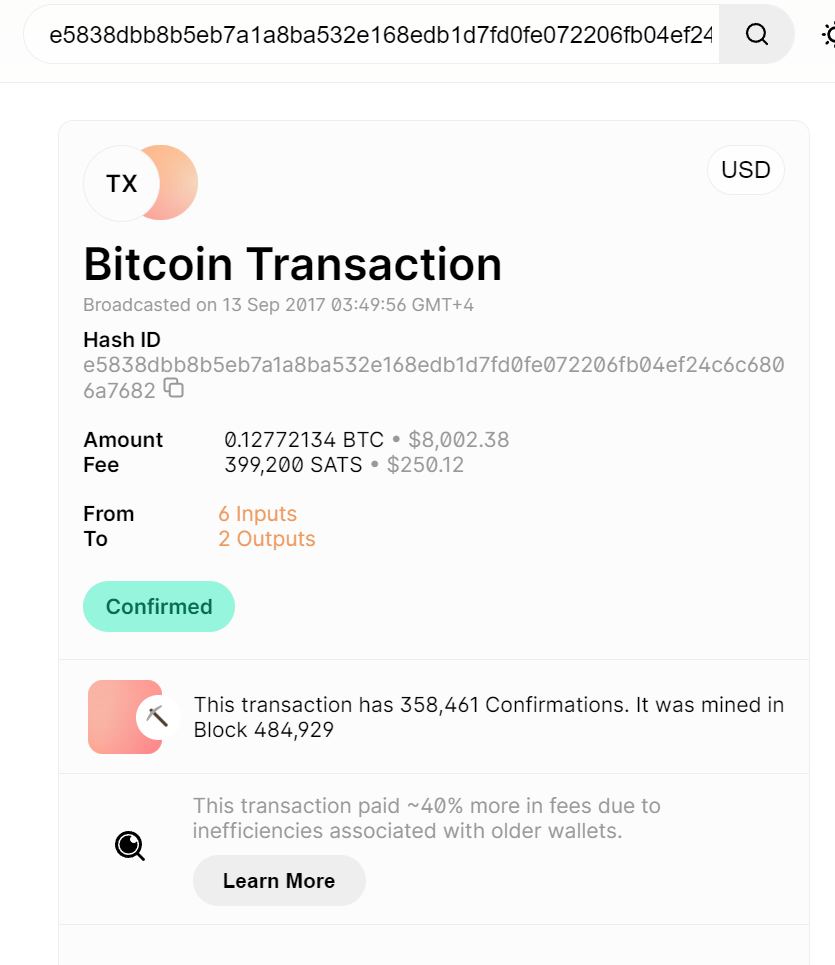 e5838dbb8b5eb7a1a8ba532e168edb1d7fd0fe072206fb04ef24
TX
USD
Bitcoin Transaction
Broadcasted on 13 Sep 2017 03:49:56 GMT+4
Hash ID
e5838dbb8b5eb7a1a8ba532e168edb1d7fd0fe072206fb04ef24c6c680
6a7682
Amount 0.12772134 BTC • $8,002.38
Fee 399,200 SATS • $250.12
From 6 Inputs
To 2 Outputs
Confirmed
This transaction has 358,461 Confirmations. It was mined in
Block 484,929
This transaction paid ~40% more in fees due to
inefficiencies associated with older wallets.
Learn More